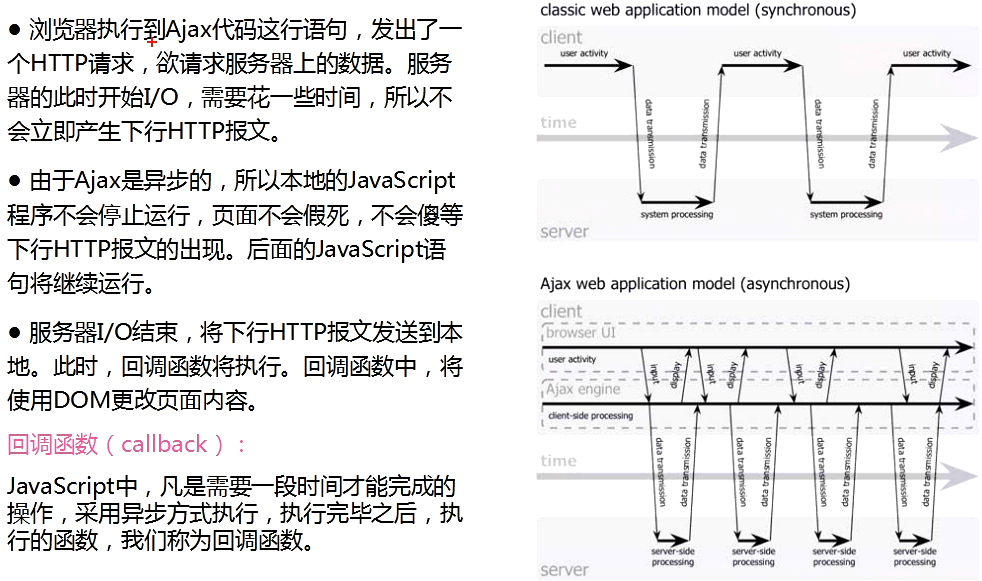 ● 浏览器执行到Ajax代码这行语句，发出了一
个HTTP请求，欲请求服务器上的数据。服务
器的此时开始I/O，需要花一些时间，所以不
会立即产生下行HTTP报文。
● 由于Ajax是异步的，所以本地的JavaScript
程序不会停止运行，页面不会假死，不会傻等
下行HTTP报文的出现。后面的JavaScript语
句将继续运行。
● 服务器I/O结束，将下行HTTP报文发送到本
地。此时，回调函数将执行。回调函数中，将
使用DOM更改页面内容。
回调函数（callback）：
JavaScript中，凡是需要一段时间才能完成的
操作，采用异步方式执行，执行完毕之后，执
行的函数，我们称为回调函数。
classic web application model (synchronous)
client
user activity
user activity
user activity
data transmission
data transmission
data transmission
data transmission
time
system processing
system processing
server
Ajax web application model (asynchronous)
client
browser UI
user activity
input
display
input
display
input
display
input
display
Ajax engine
client-side processing
data transmission
data transmission
data transmission
data transmission
data transmission
data transmission
data transmission
data transmission
time
server-side
processing
server-side
processing
server-side
processing
server-side
processing
server